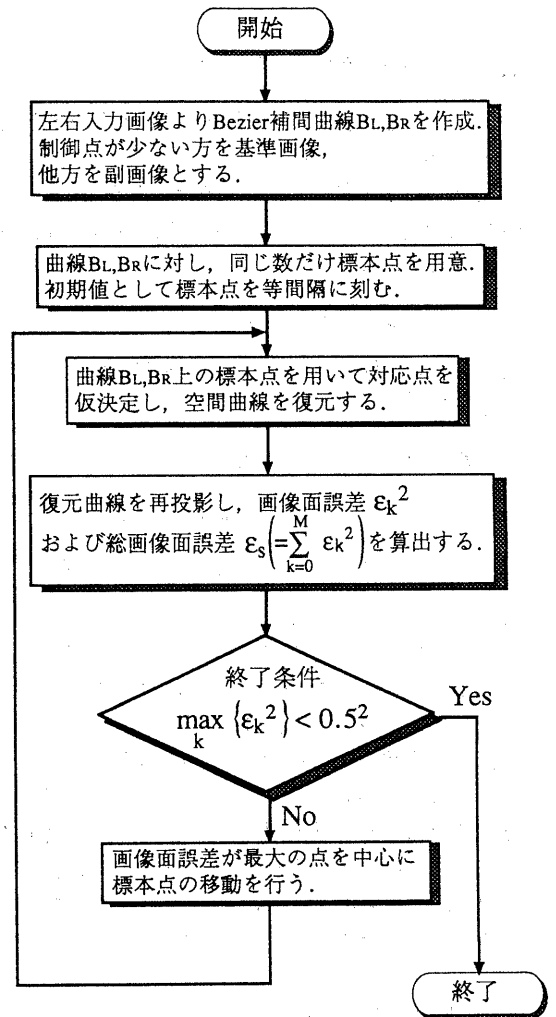 開始
左右入力画像よりBezier補間曲線BL,BRを作成.
制御点が少ない方を基準画像,
他方を副画像とする.
曲線BL,BRに対し,同じ数だけ標本点を用意.
初期値として標本点を等間隔に刻む.
曲線BL,BR上の標本点を用いて対応点を
仮決定し,空間曲線を復元する.
復元曲線を再投影し,画像面誤差 εk²
および総画像面誤差 εs(=∑_{k=0}^{M} εk²)を算出する.
終了条件
max_k {εk²} < 0.5²
Yes
No
画像面誤差が最大の点を中心に
標本点の移動を行う.
終了